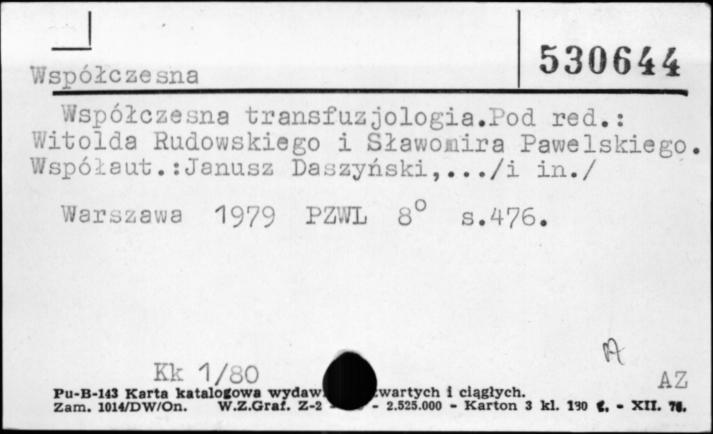 530644
Współczesna
Współczesna transfuzjologia.Pod red.:
Witolda Rudowskiego i Sławomira Pawelskiego.
Współaut.:Janusz Daszyński,.../i in./
Warszawa 1979 PZWL 8° s.476.
Kk 1/80
AZ
Pu-B-143 Karta katalogowa wydaw wartych i ciągłych.
Zam. 1014/DW/On. W.Z.Graf. Z-2 - 2.525.000 - Karton 3 kl. 190 g. - XII. 76.